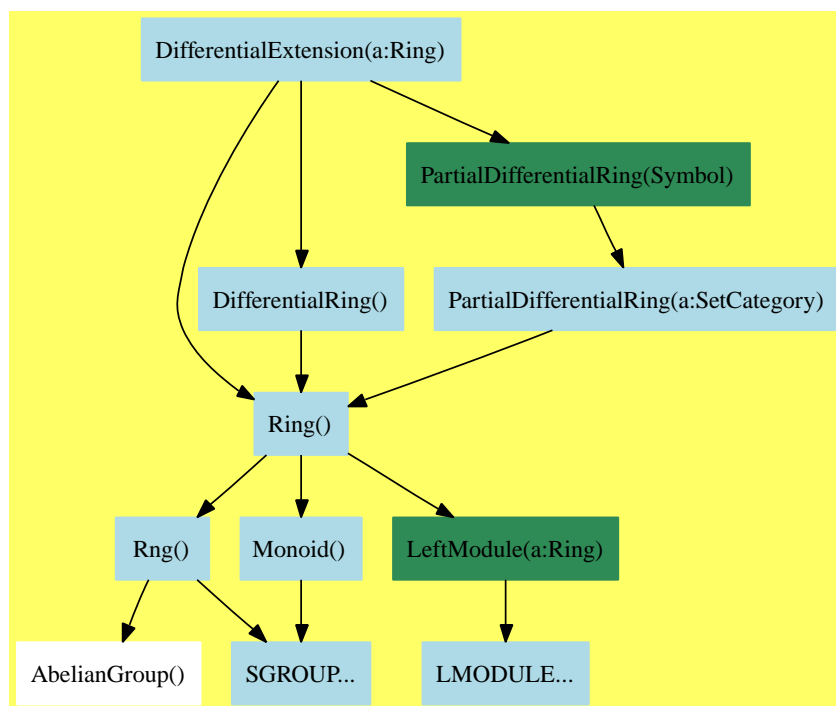 DifferentialExtension(a:Ring)
PartialDifferentialRing(Symbol)
DifferentialRing()
PartialDifferentialRing(a:SetCategory)
Ring()
Rng()
Monoid()
LeftModule(a:Ring)
AbelianGroup()
SGROUP...
LMODULE...